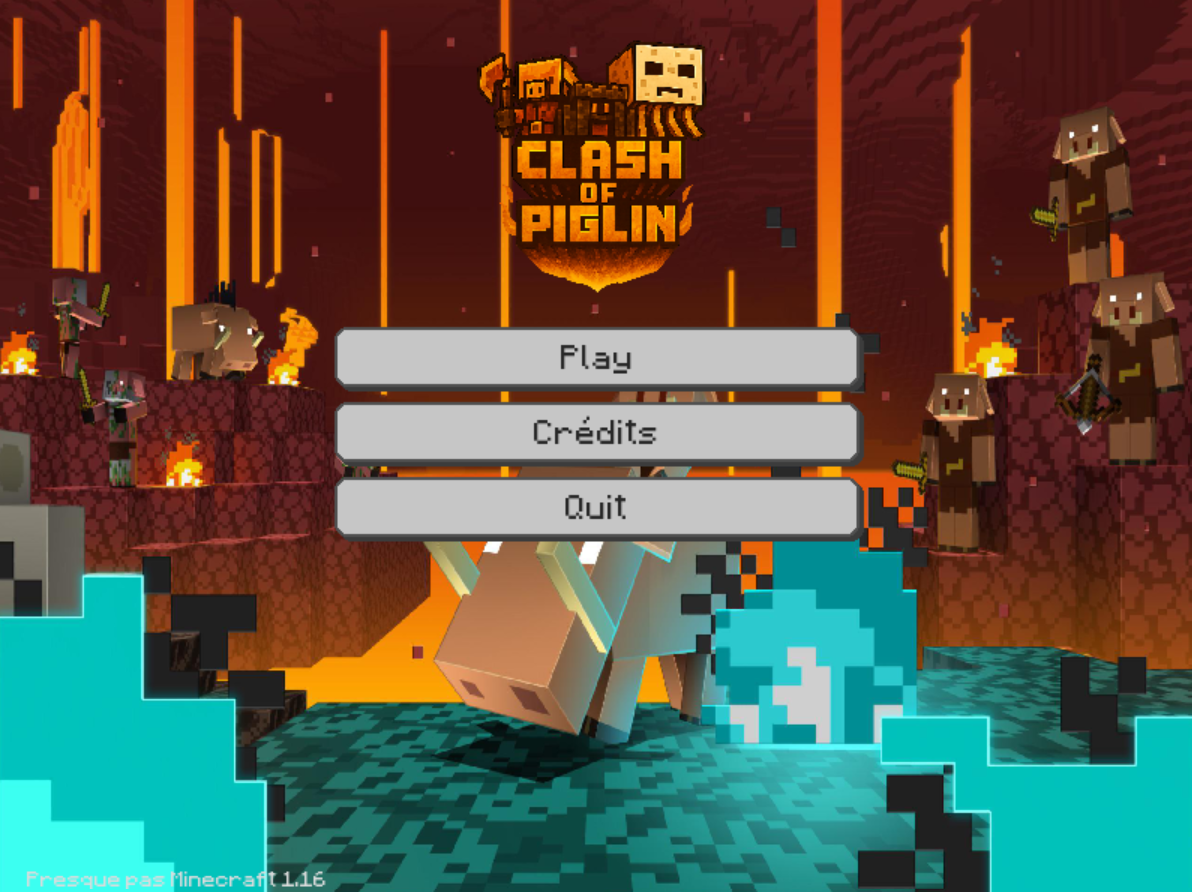 CLASH
OF
PIGLIN
Play
Crédits
Quit
Presque pas Minecraft 1.16